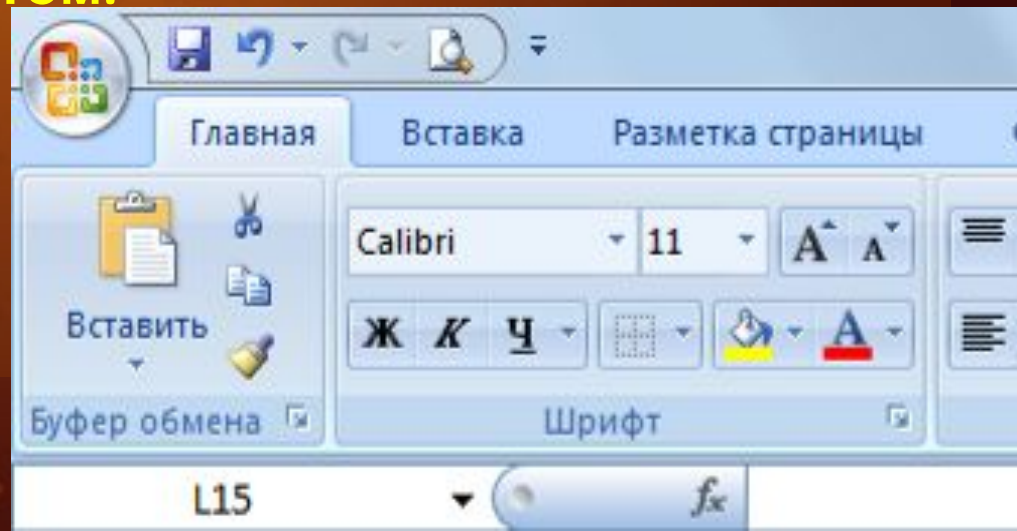 Главная Вставка Разметка страницы
Calibri 11 A A
Вставить Ж К Ч A
Буфер обмена Шрифт
L15 fx